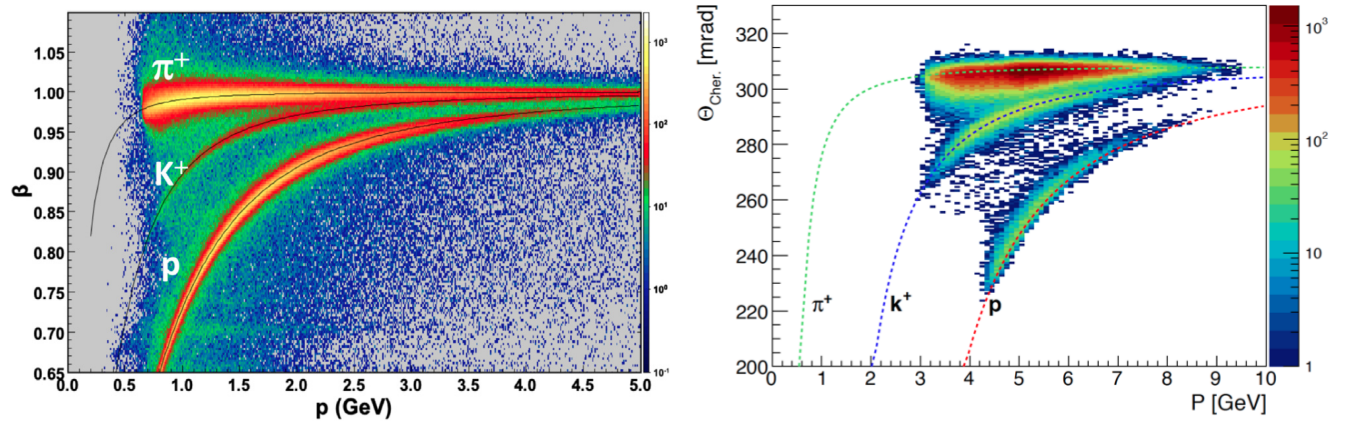 1.05
1.00
0.95
0.90
0.85
0.80
0.75
0.70
0.65
β
π⁺
K⁺
p
0.0 0.5 1.0 1.5 2.0 2.5 3.0 3.5 4.0 4.5 5.0
p (GeV)
10³
10²
10¹
10⁰
10⁻¹
Θ_Cher. [mrad]
320
300
280
260
240
220
200
π⁺ k⁺ p
0 1 2 3 4 5 6 7 8 9 10
P [GeV]
10³
10²
10
1